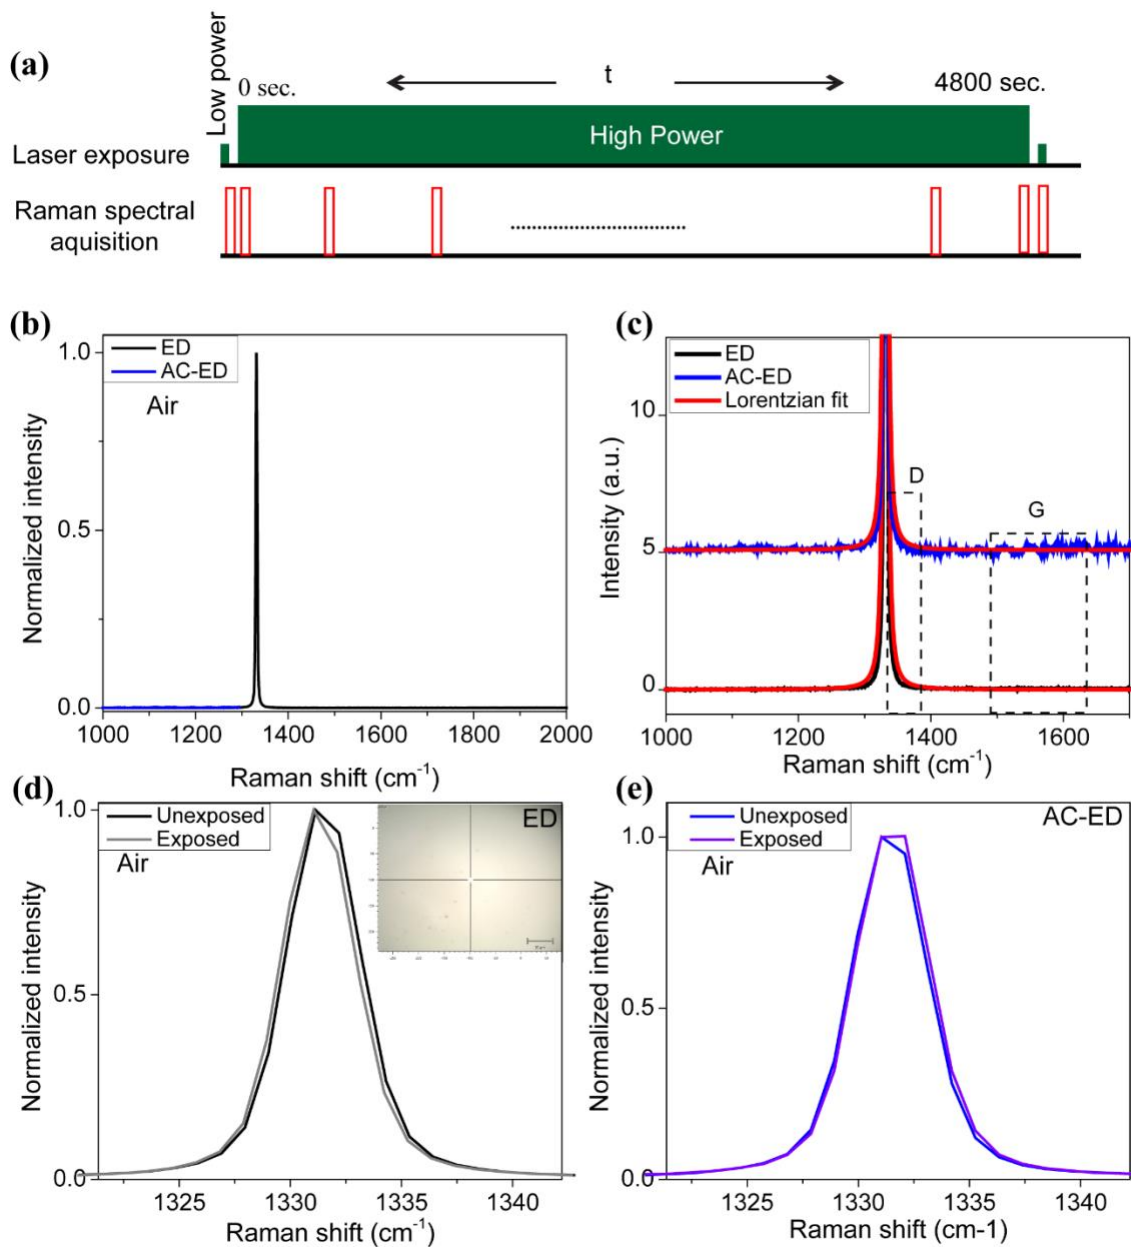 (a)
Low power
0 sec.
t
4800 sec.
High Power
Laser exposure
Raman spectral
aquisition
(b)
ED
AC-ED
Air
1.0
0.5
0.0
Normalized intensity
1000 1200 1400 1600 1800 2000
Raman shift (cm⁻¹)
(c)
ED
AC-ED
Lorentzian fit
D
G
10
5
0
Intensity (a.u.)
1000 1200 1400 1600
Raman shift (cm⁻¹)
(d)
Unexposed
Exposed
Air
ED
1.0
0.5
0.0
Normalized intensity
1325 1330 1335 1340
Raman shift (cm⁻¹)
(e)
Unexposed
Exposed
Air
AC-ED
1.0
0.5
0.0
Normalized intensity
1325 1330 1335 1340
Raman shift (cm-1)